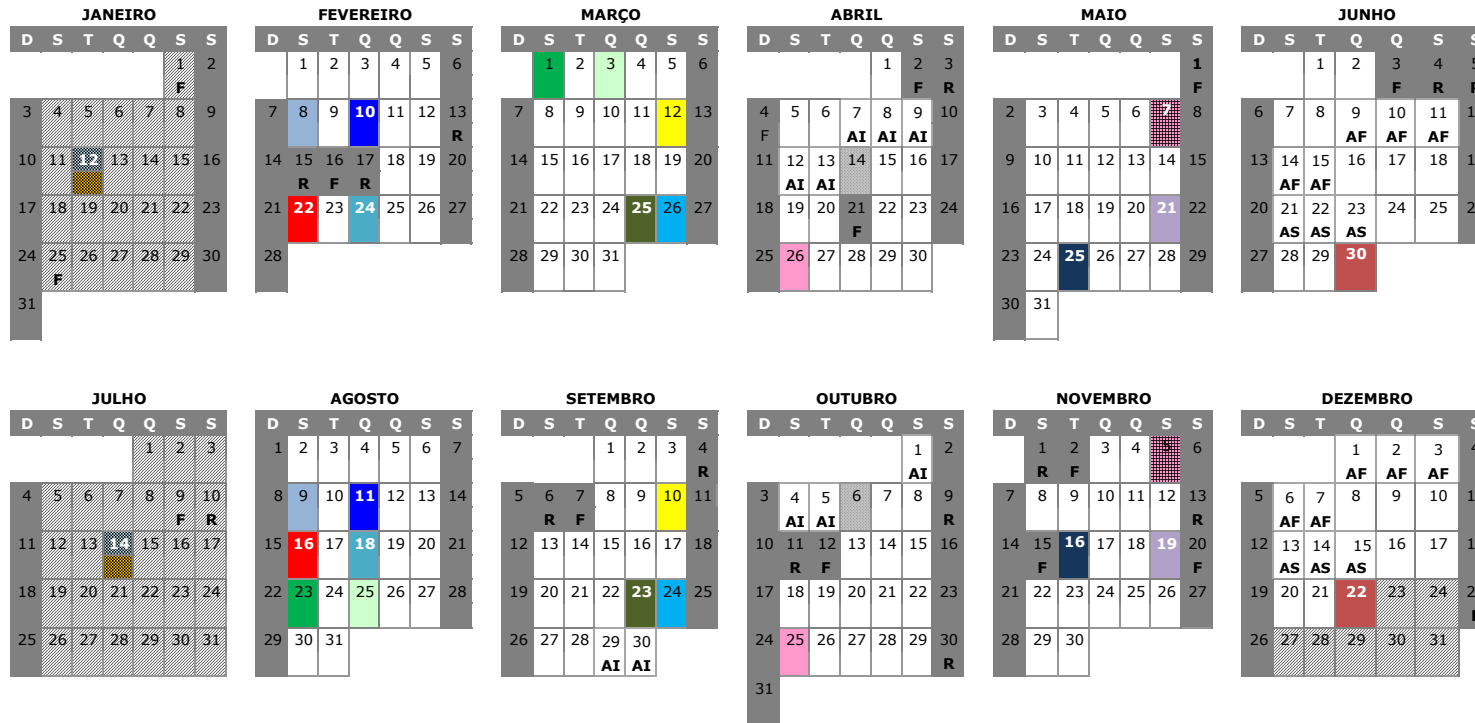 JANEIRO
D S T Q Q S S
1 2
F
3 4 5 6 7 8 9
10 11 12 13 14 15 16
17 18 19 20 21 22 23
24 25 26 27 28 29 30
F
31
FEVEREIRO
D S T Q Q S S
1 2 3 4 5 6
7 8 9 10 11 12 13
R
14 15 16 17 18 19 20
R F R
21 22 23 24 25 26 27
28
MARÇO
D S T Q Q S S
1 2 3 4 5 6
7 8 9 10 11 12 13
14 15 16 17 18 19 20
21 22 23 24 25 26 27
28 29 30 31
ABRIL
D S T Q Q S S
1 2 3
F R
4 5 6 7 8 9 10
F AI AI AI
11 12 13 14 15 16 17
AI AI
18 19 20 21 22 23 24
F
25 26 27 28 29 30
MAIO
D S T Q Q S S
1
F
2 3 4 5 6 7 8
9 10 11 12 13 14 15
16 17 18 19 20 21 22
23 24 25 26 27 28 29
30 31
JUNHO
D S T Q Q S
1 2 3 4
F R
6 7 8 9 10 11
AF AF AF
13 14 15 16 17 18
AF AF
20 21 22 23 24 25
AS AS AS
27 28 29 30
JULHO
D S T Q Q S S
1 2 3
4 5 6 7 8 9 10
F R
11 12 13 14 15 16 17
18 19 20 21 22 23 24
25 26 27 28 29 30 31
AGOSTO
D S T Q Q S S
1 2 3 4 5 6 7
8 9 10 11 12 13 14
15 16 17 18 19 20 21
22 23 24 25 26 27 28
29 30 31
SETEMBRO
D S T Q Q S S
1 2 3 4
R
5 6 7 8 9 10 11
R F
12 13 14 15 16 17 18
19 20 21 22 23 24 25
26 27 28 29 30
AI AI
OUTUBRO
D S T Q Q S S
1 2
AI
3 4 5 6 7 8 9
AI AI R
10 11 12 13 14 15 16
R F
17 18 19 20 21 22 23
24 25 26 27 28 29 30
R
31
NOVEMBRO
D S T Q Q S S
1 2 3 4 5 6
R F
7 8 9 10 11 12 13
R
14 15 16 17 18 19 20
F F
21 22 23 24 25 26 27
28 29 30
DEZEMBRO
D S T Q Q S
1 2 3
AF AF AF
5 6 7 8 9 10
AF AF
12 13 14 15 16 17
AS AS AS
19 20 21 22 23 24
26 27 28 29 30 31